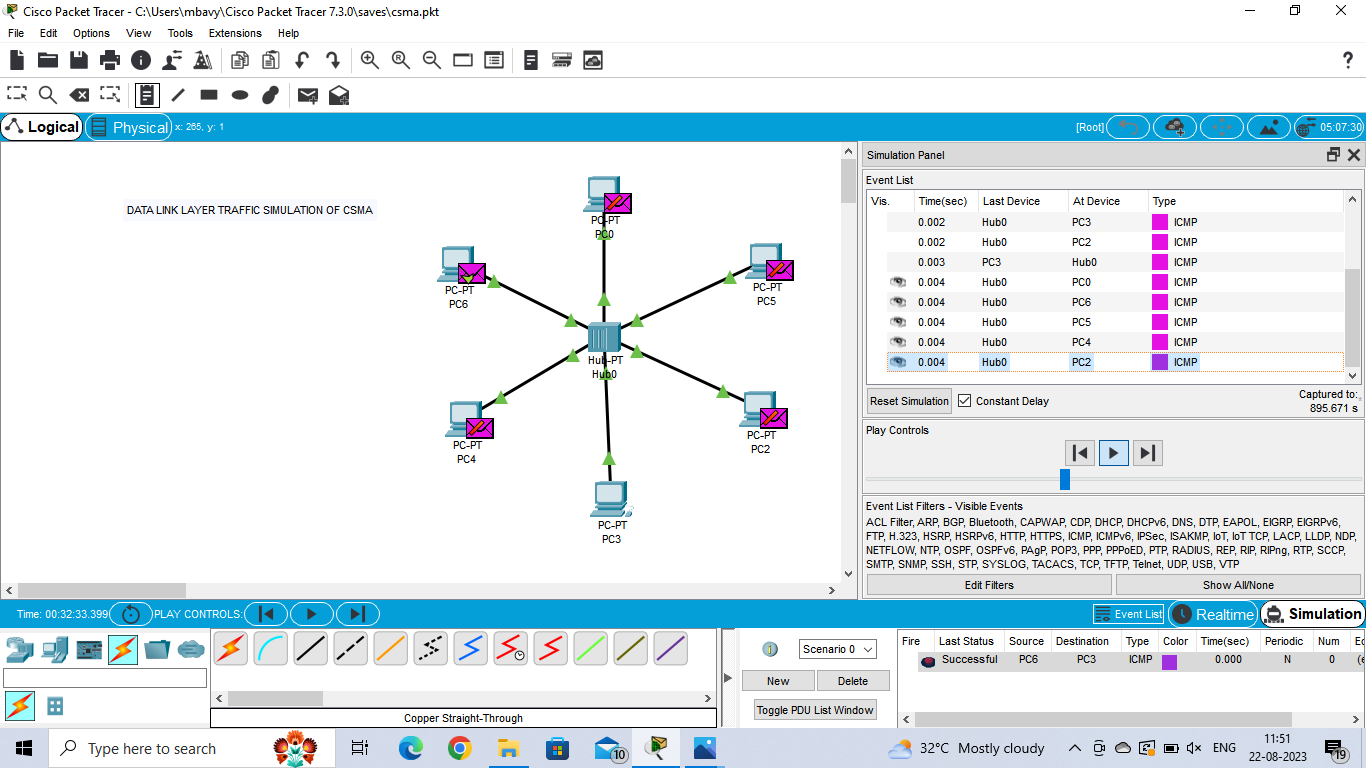 Cisco Packet Tracer - C:\Users\mbavy\Cisco Packet Tracer 7.3.0\saves\csma.pkt
File Edit Options View Tools Extensions Help
Logical Physical x: 265, y: 1 [Root] 05:07:30
DATA LINK LAYER TRAFFIC SIMULATION OF CSMA
PC-PT
PC0
PC-PT
PC6
PC-PT
PC5
Hub-PT
Hub0
PC-PT
PC4
PC-PT
PC2
PC-PT
PC3
Simulation Panel
Event List
Vis. Time(sec) Last Device At Device Type
0.002 Hub0 PC3 ICMP
0.002 Hub0 PC2 ICMP
0.003 PC3 Hub0 ICMP
0.004 Hub0 PC0 ICMP
0.004 Hub0 PC6 ICMP
0.004 Hub0 PC5 ICMP
0.004 Hub0 PC4 ICMP
0.004 Hub0 PC2 ICMP
Reset Simulation Constant Delay Captured to:
895.671 s
Play Controls
Event List Filters - Visible Events
ACL Filter, ARP, BGP, Bluetooth, CAPWAP, CDP, DHCP, DHCPv6, DNS, DTP, EAPOL, EIGRP, EIGRPv6,
FTP, H.323, HSRP, HSRPv6, HTTP, HTTPS, ICMP, ICMPv6, IPSec, ISAKMP, IoT, IoT TCP, LACP, LLDP, NDP,
NETFLOW, NTP, OSPF, OSPFv6, PAgP, POP3, PPP, PPPoED, PTP, RADIUS, REP, RIP, RIPng, RTP, SCCP,
SMTP, SNMP, SSH, STP, SYSLOG, TACACS, TCP, TFTP, Telnet, UDP, USB, VTP
Edit Filters Show All/None
Time: 00:32:33.399 PLAY CONTROLS: Event List Realtime Simulation
Copper Straight-Through
Scenario 0
New Delete
Toggle PDU List Window
Fire Last Status Source Destination Type Color Time(sec) Periodic Num
Successful PC6 PC3 ICMP 0.000 N 0
Type here to search 10 32°C Mostly cloudy ENG 11:51
22-08-2023 19